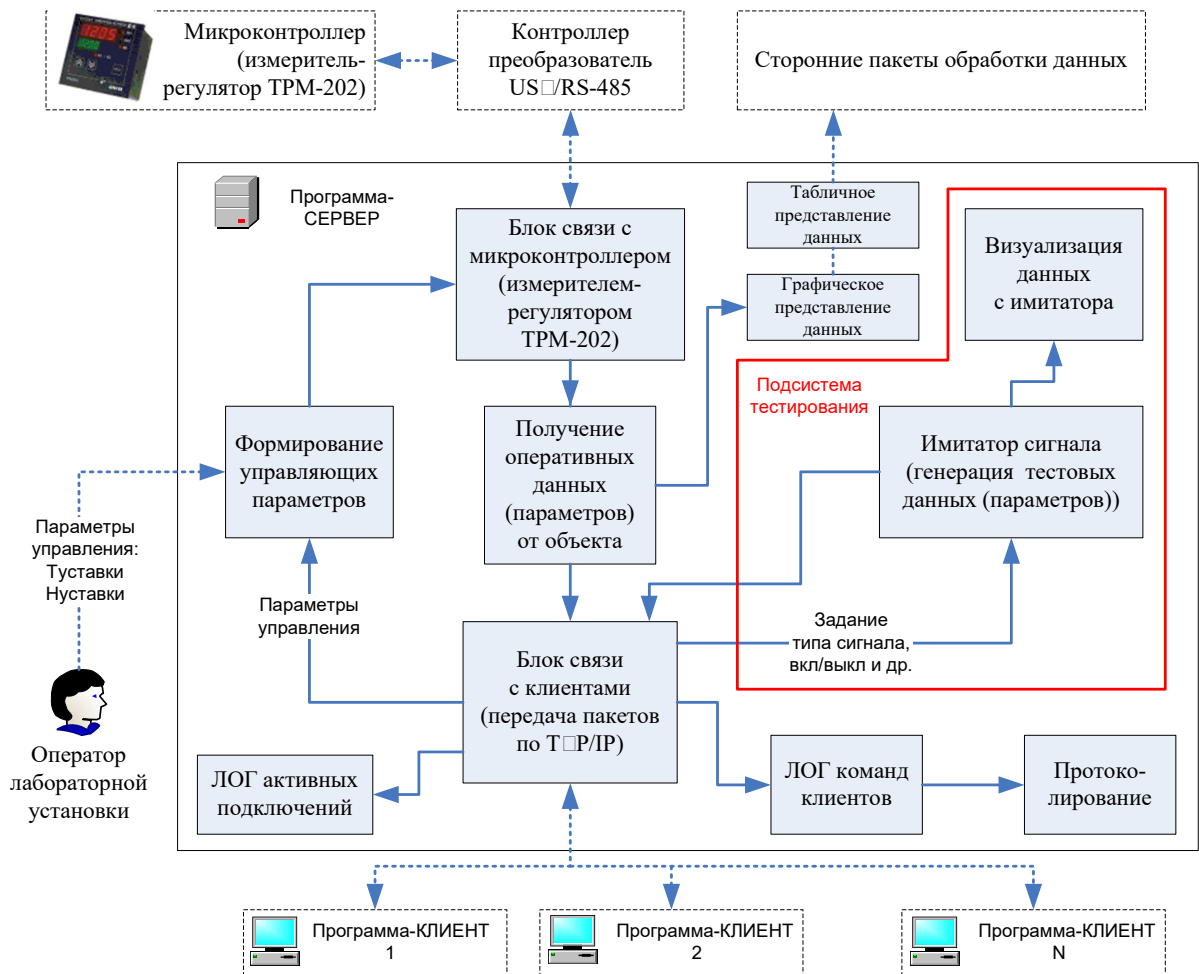 Микроконтроллер
(измеритель-
регулятор ТРМ-202)
Контроллер
преобразователь
US□/RS-485
Сторонние пакеты обработки данных
Программа-
СЕРВЕР
Блок связи с
микроконтроллером
(измерителем-
регулятором
ТРМ-202)
Табличное
представление
данных
Графическое
представление
данных
Визуализация
данных
с имитатора
Подсистема
тестирования
Формирование
управляющих
параметров
Получение
оперативных
данных
(параметров)
от объекта
Имитатор сигнала
(генерация тестовых
данных (параметров))
Параметры
управления:
Tуставки
Hуставки
Параметры
управления
Задание
типа сигнала,
вкл/выкл и др.
Блок связи
с клиентами
(передача пакетов
по T□P/IP)
Оператор
лабораторной
установки
ЛОГ активных
подключений
ЛОГ команд
клиентов
Протоко-
лирование
Программа-КЛИЕНТ
1
Программа-КЛИЕНТ
2
Программа-КЛИЕНТ
N